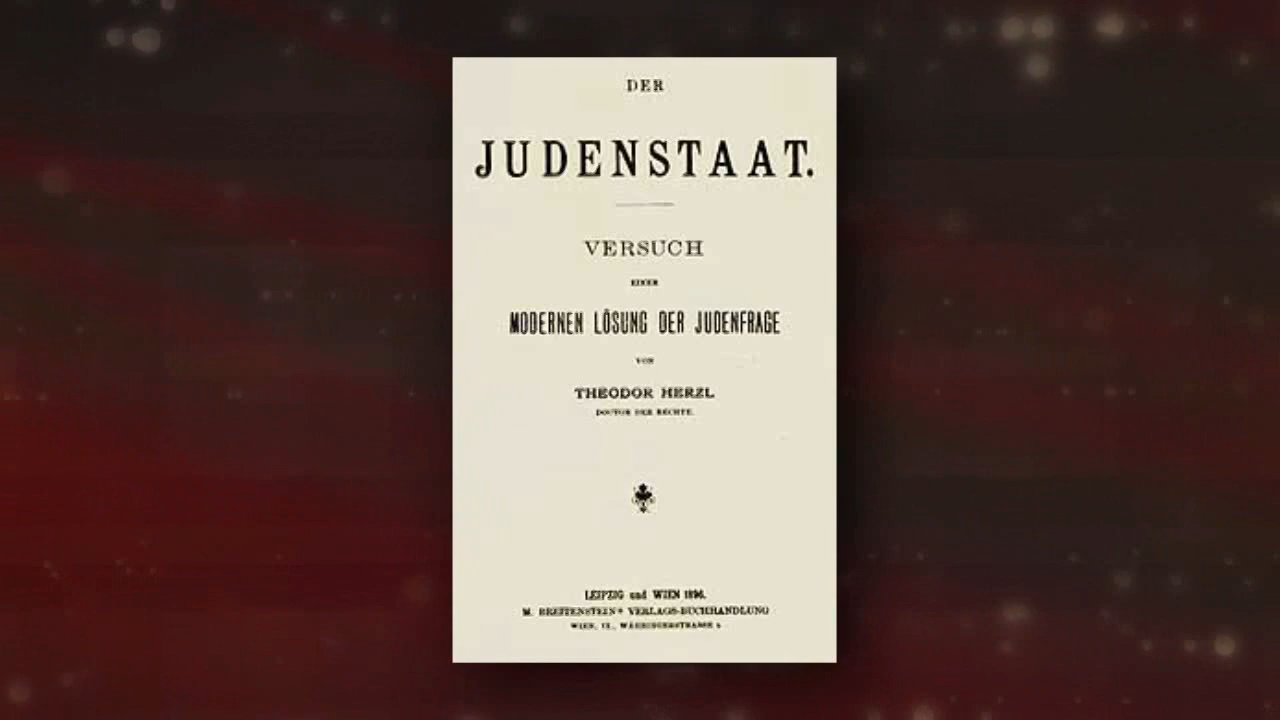 DER
JUDENSTAAT.
VERSUCH
EINER
MODERNEN LÖSUNG DER JUDENFRAGE
VON
THEODOR HERZL
DOCTOR DER RECHTE.
LEIPZIG und WIEN 1896.
M. BREITENSTEIN'S VERLAGS-BUCHHANDLUNG
WIEN, IX., WÄHRINGERSTRASSE 5